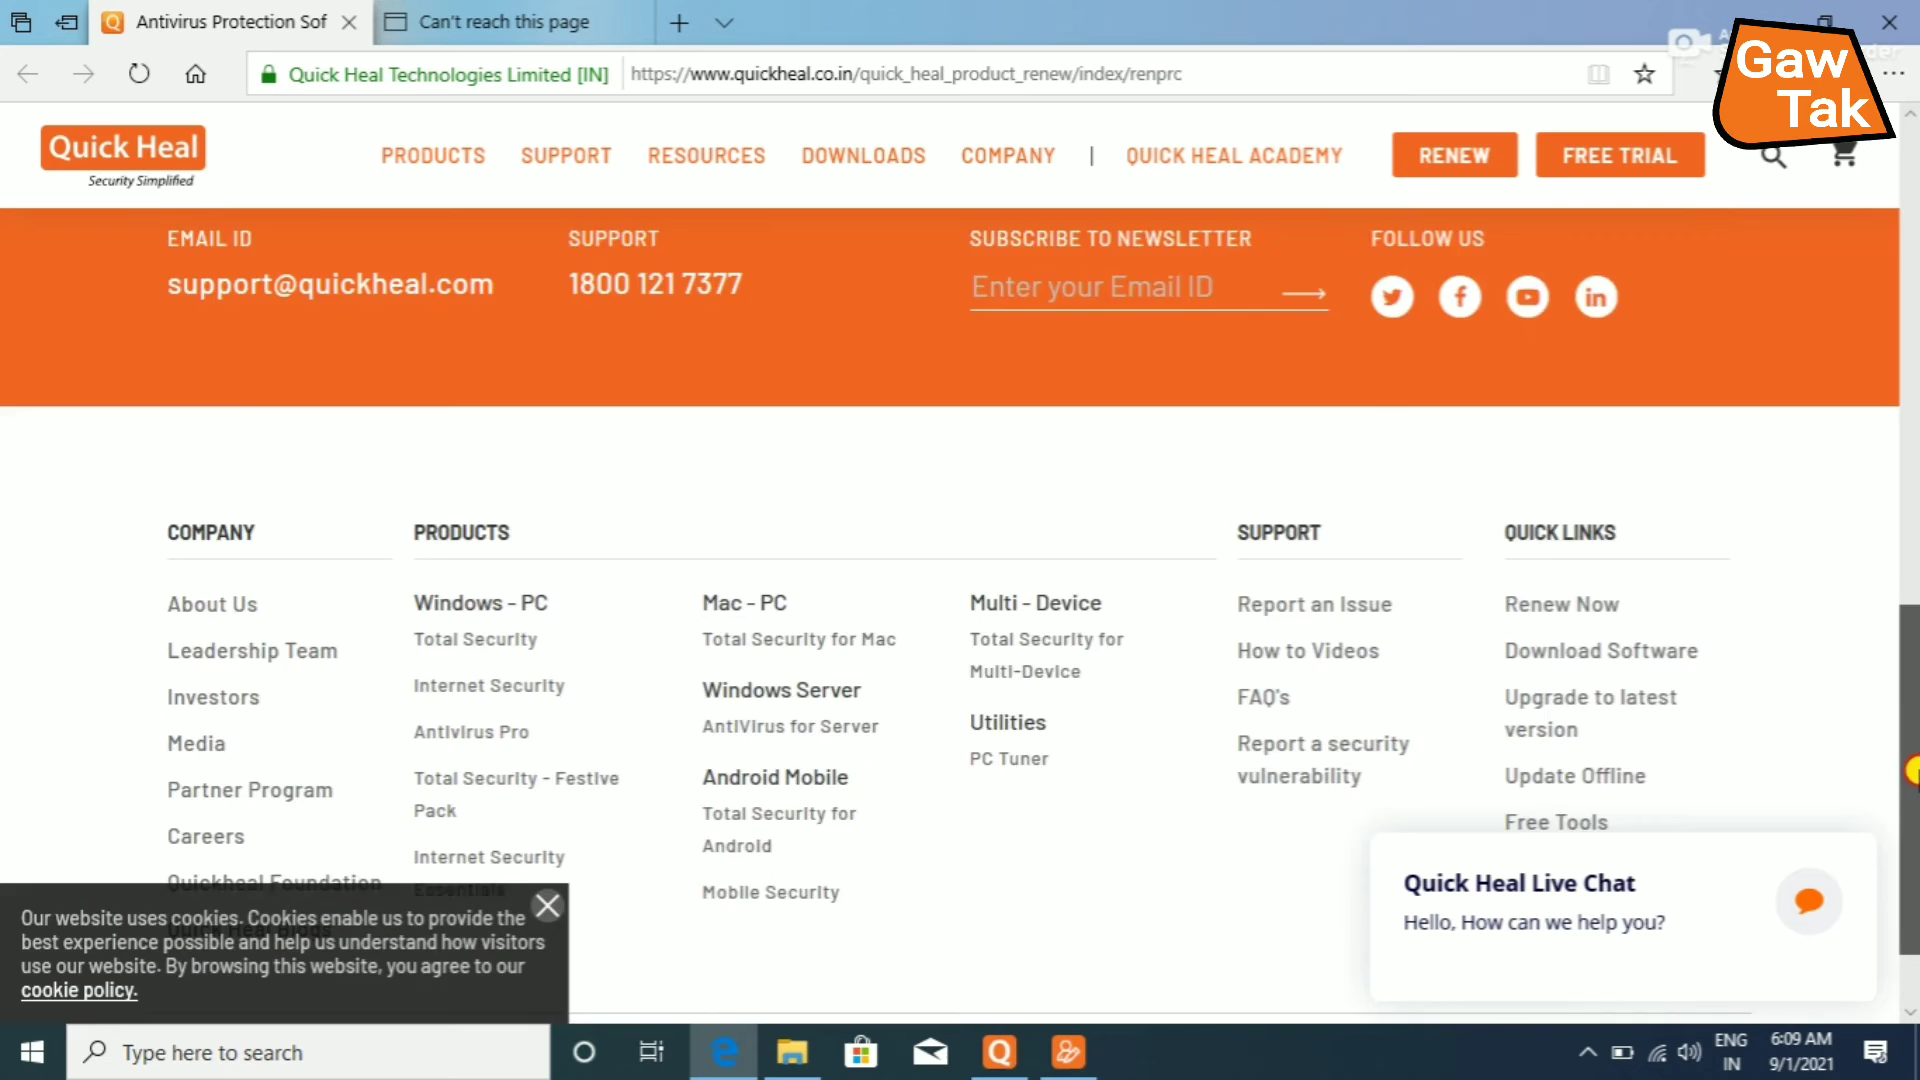 Antivirus Protection Sof
Can't reach this page
Quick Heal Technologies Limited [IN]
https://www.quickheal.co.in/quick_heal_product_renew/index/renprc
Gaw
Tak
Quick Heal
Security Simplified
PRODUCTS
SUPPORT
RESOURCES
DOWNLOADS
COMPANY
|
QUICK HEAL ACADEMY
RENEW
FREE TRIAL
EMAIL ID
support@quickheal.com
SUPPORT
1800 121 7377
SUBSCRIBE TO NEWSLETTER
Enter your Email ID
FOLLOW US
COMPANY
About Us
Leadership Team
Investors
Media
Partner Program
Careers
Quickheal Foundation
Quick Heal Blogs
PRODUCTS
Windows - PC
Total Security
Internet Security
Antivirus Pro
Total Security - Festive
Pack
Internet Security
Essentials
Mac - PC
Total Security for Mac
Windows Server
AntiVirus for Server
Android Mobile
Total Security for
Android
Mobile Security
Multi - Device
Total Security for
Multi-Device
Utilities
PC Tuner
SUPPORT
Report an Issue
How to Videos
FAQ's
Report a security
vulnerability
QUICK LINKS
Renew Now
Download Software
Upgrade to latest
version
Update Offline
Free Tools
Our website uses cookies. Cookies enable us to provide the
best experience possible and help us understand how visitors
use our website. By browsing this website, you agree to our
cookie policy.
Quick Heal Live Chat
Hello, How can we help you?
Type here to search
ENG
IN
6:09 AM
9/1/2021